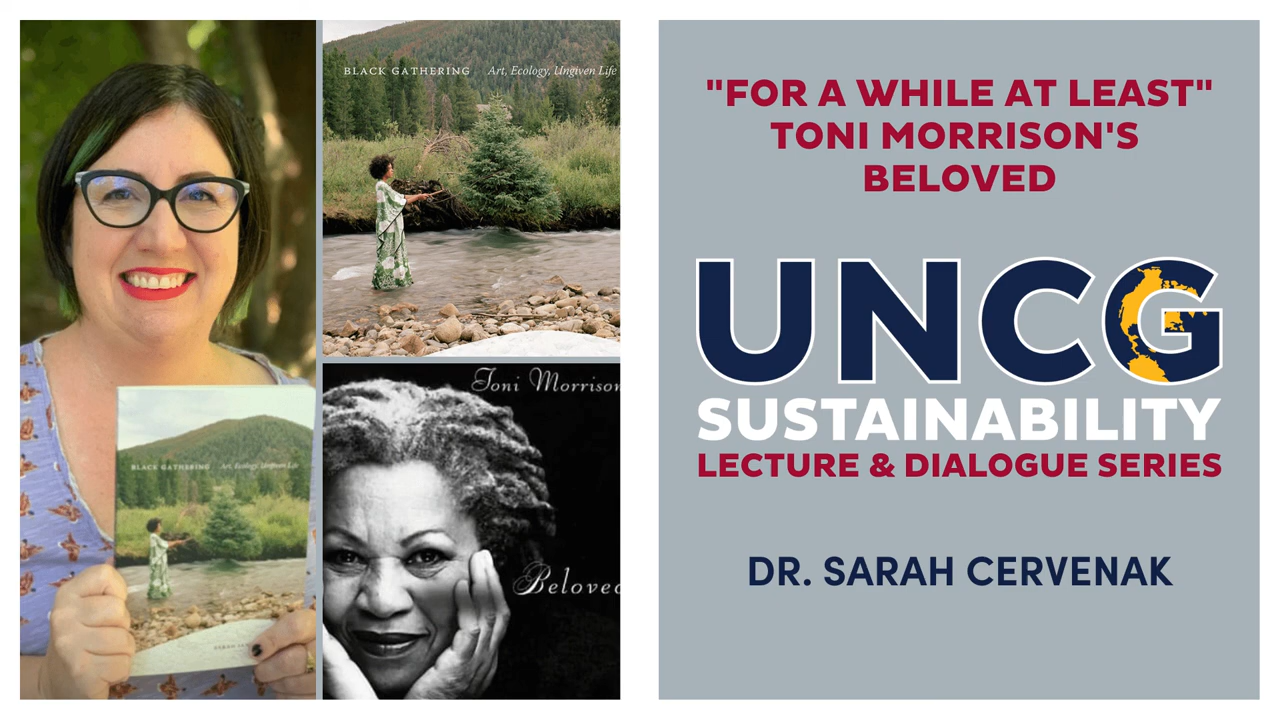 BLACK GATHERING Art, Ecology, Ungiven Life
BLACK GATHERING Art, Ecology, Ungiven Life
SARAH
Toni Morrison
Beloved
"FOR A WHILE AT LEAST"
TONI MORRISON'S
BELOVED
UNCG
SUSTAINABILITY
LECTURE & DIALOGUE SERIES
DR. SARAH CERVENAK